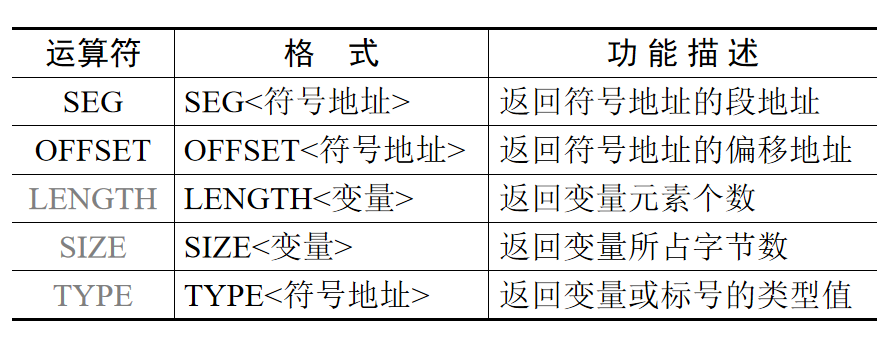 运算符 格 式 功 能 描 述
SEG SEG<符号地址> 返回符号地址的段地址
OFFSET OFFSET<符号地址> 返回符号地址的偏移地址
LENGTH LENGTH<变量> 返回变量元素个数
SIZE SIZE<变量> 返回变量所占字节数
TYPE TYPE<符号地址> 返回变量或标号的类型值